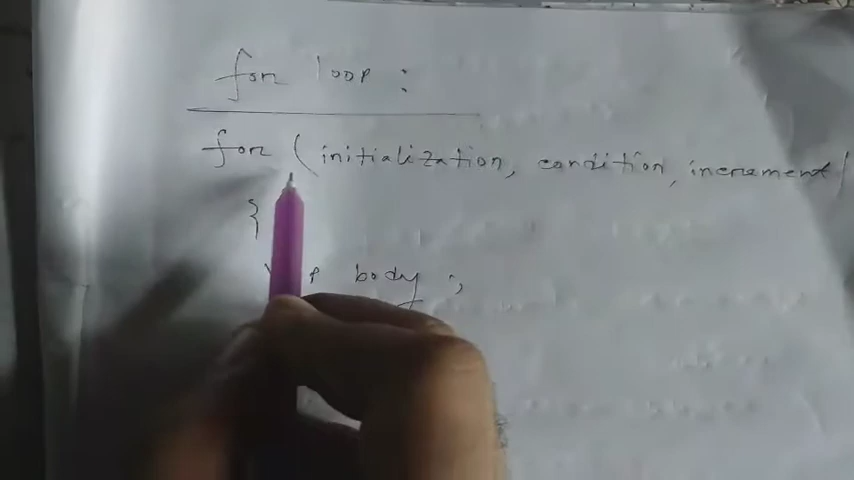 for loop :
for (initialization, condition, increment)
}
body ;